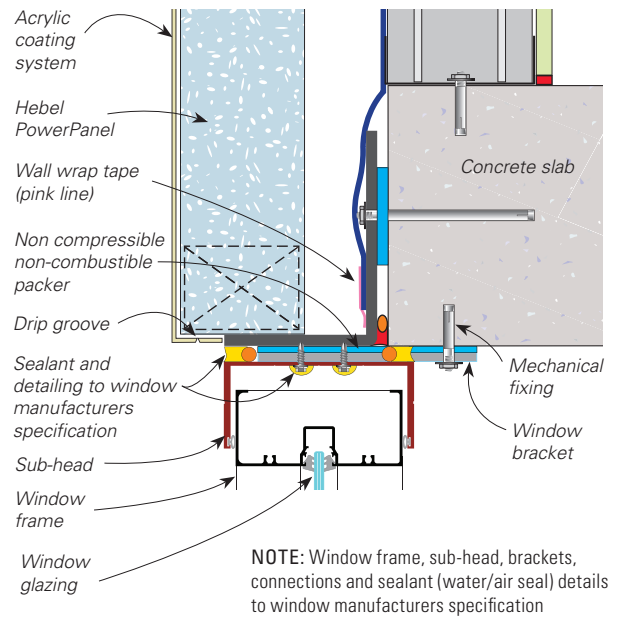 Acrylic
coating
system
Hebel
PowerPanel
Wall wrap tape
(pink line)
Non compressible
non-combustible
packer
Drip groove
Sealant and
detailing to window
manufacturers
specification
Sub-head
Window
frame
Window
glazing
Concrete slab
Mechanical
fixing
Window
bracket
NOTE: Window frame, sub-head, brackets,
connections and sealant (water/air seal) details
to window manufacturers specification